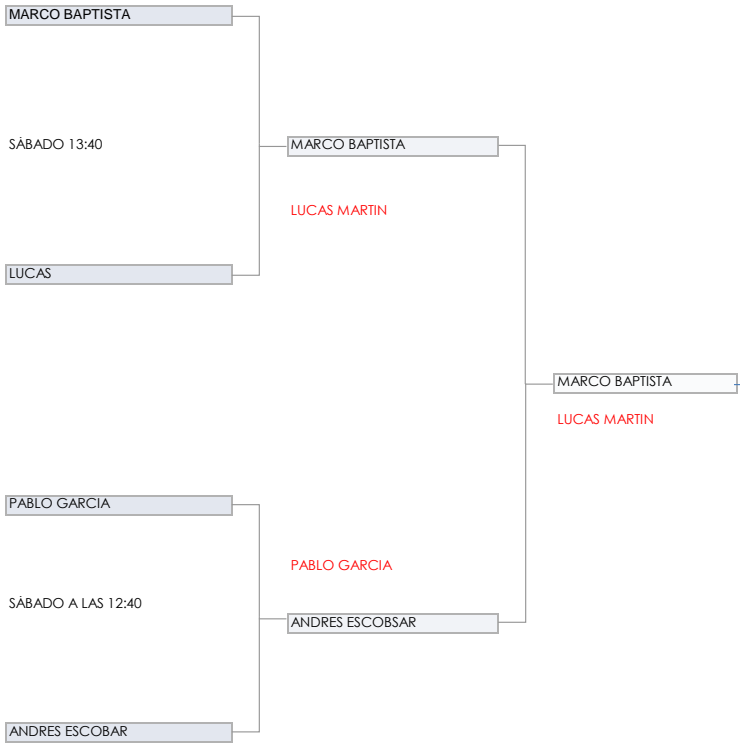 MARCO BAPTISTA
SÁBADO 13:40
MARCO BAPTISTA
LUCAS MARTIN
LUCAS
MARCO BAPTISTA
LUCAS MARTIN
PABLO GARCIA
PABLO GARCIA
SÁBADO A LAS 12:40
ANDRES ESCOBSAR
ANDRES ESCOBAR